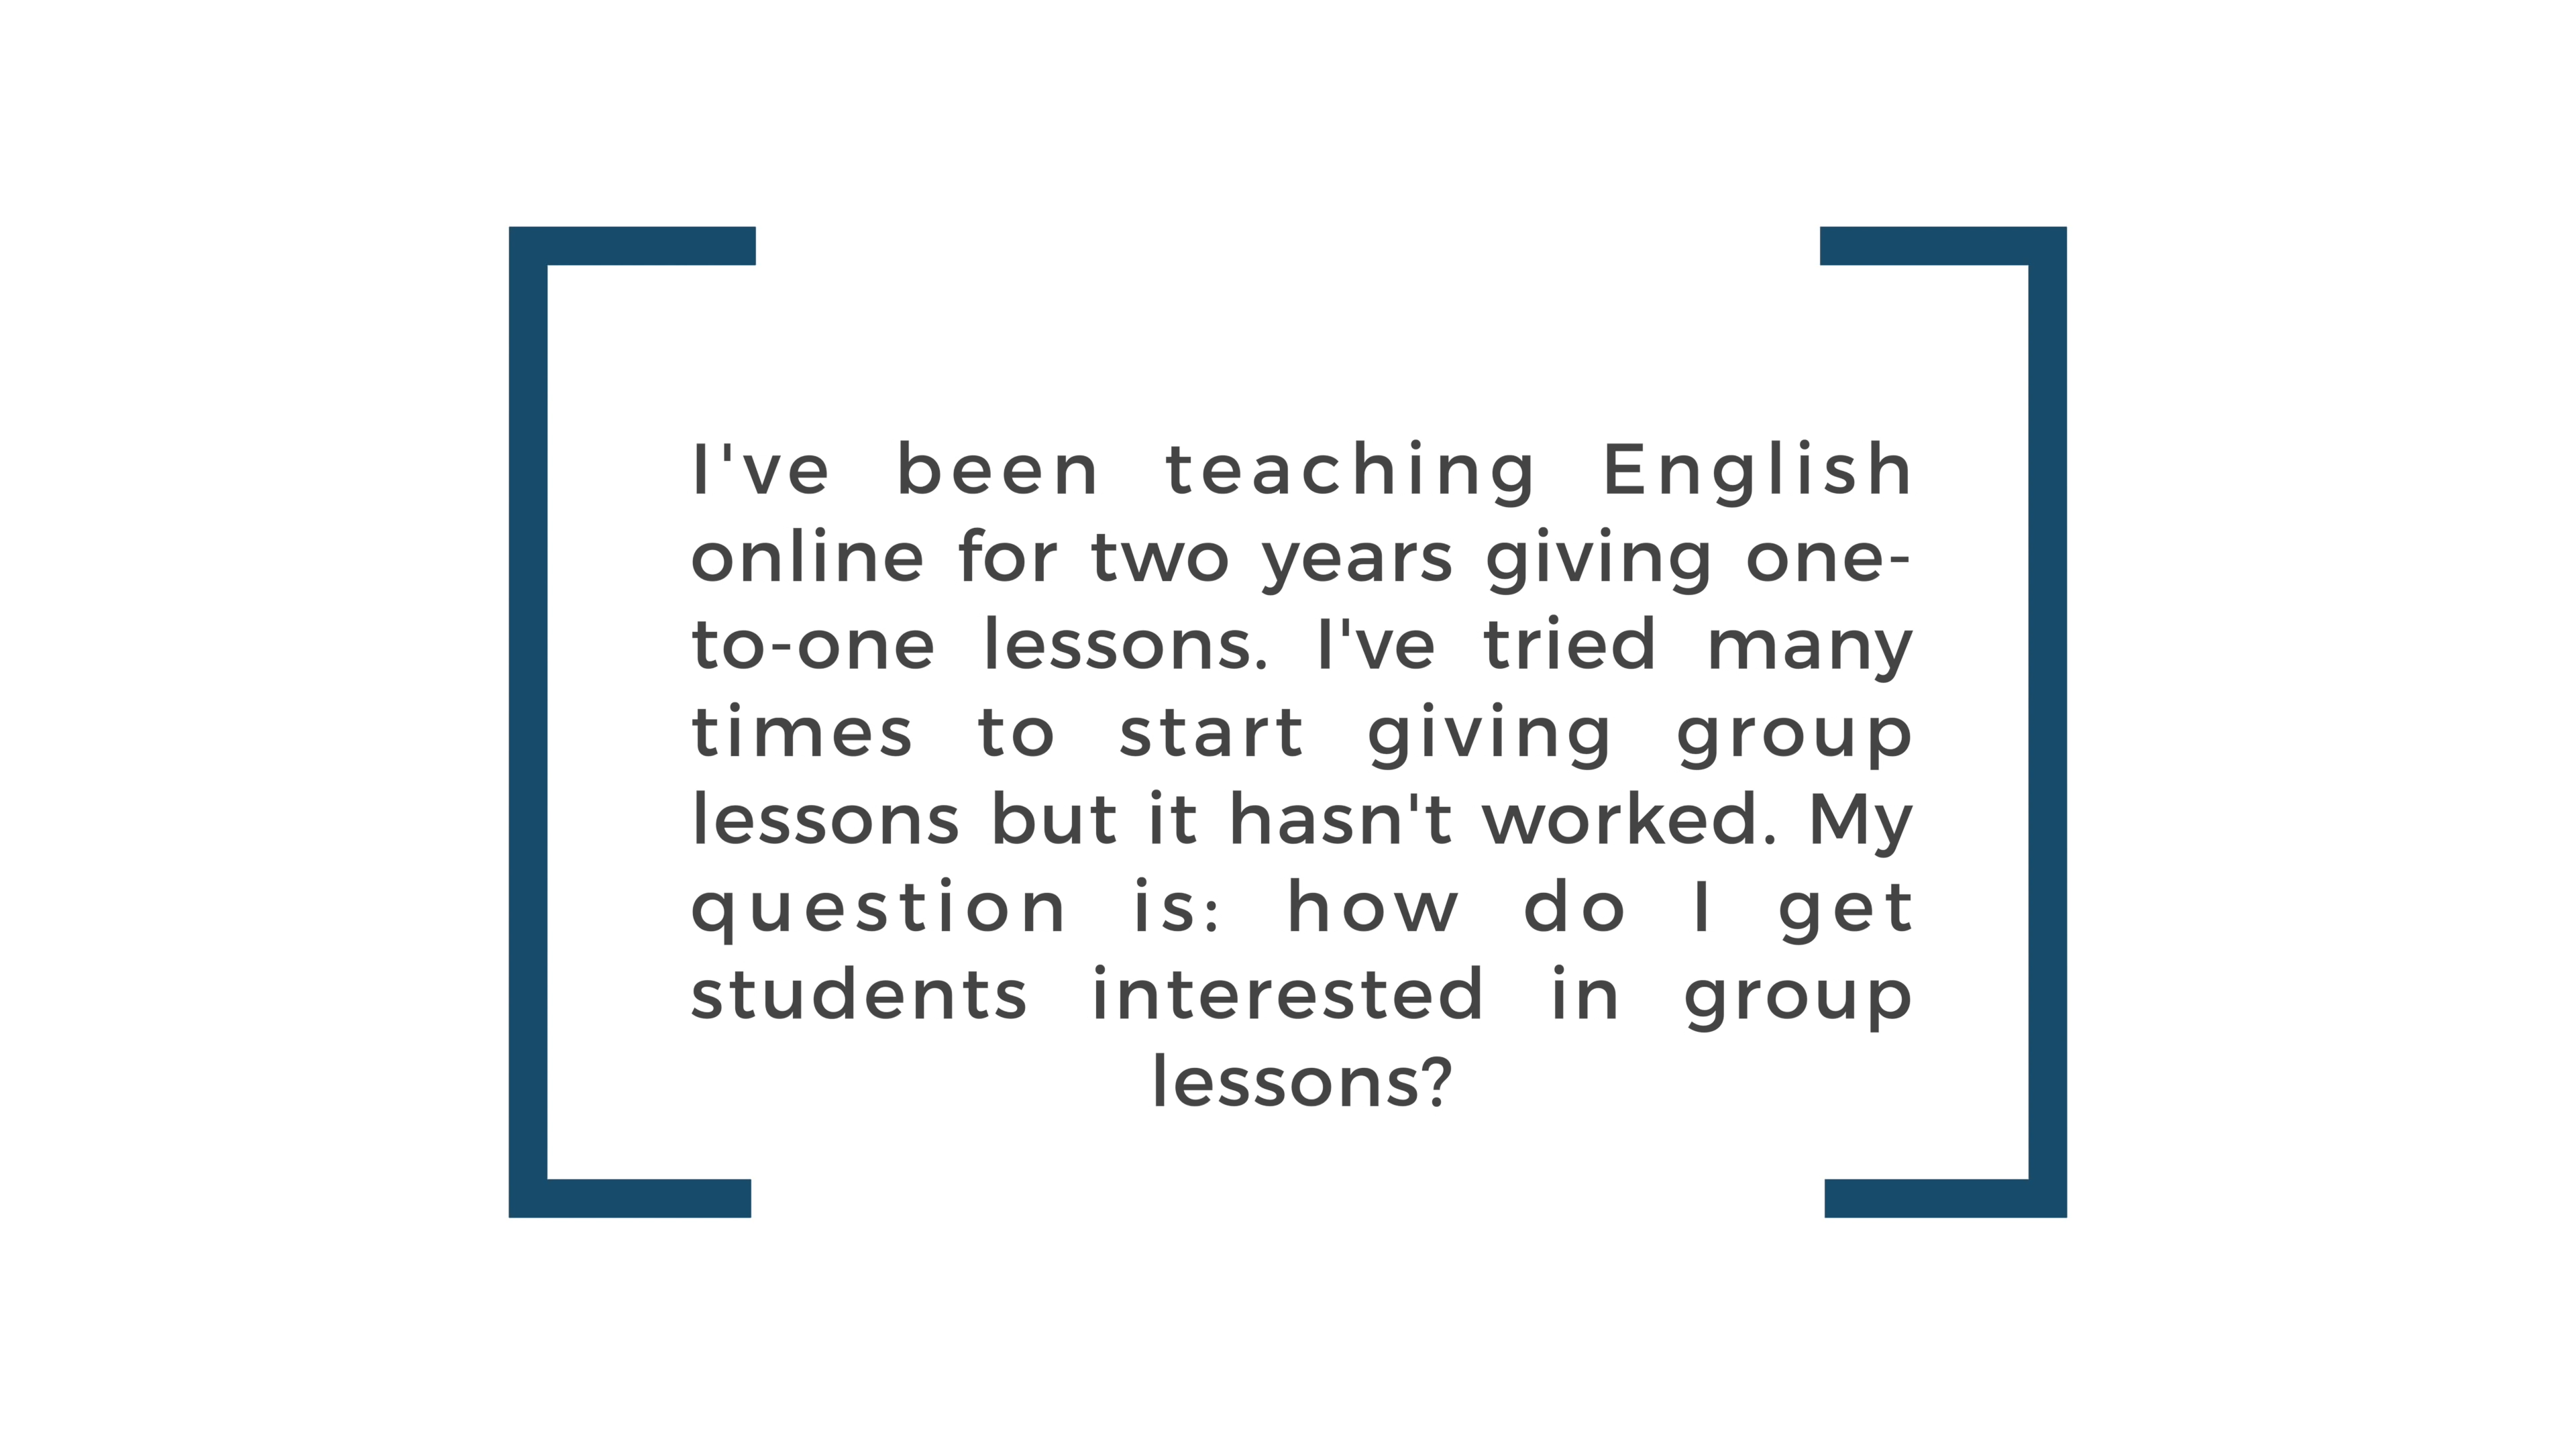 I've been teaching English
online for two years giving one-
to-one lessons. I've tried many
times to start giving group
lessons but it hasn't worked. My
question is: how do I get
students interested in group
lessons?